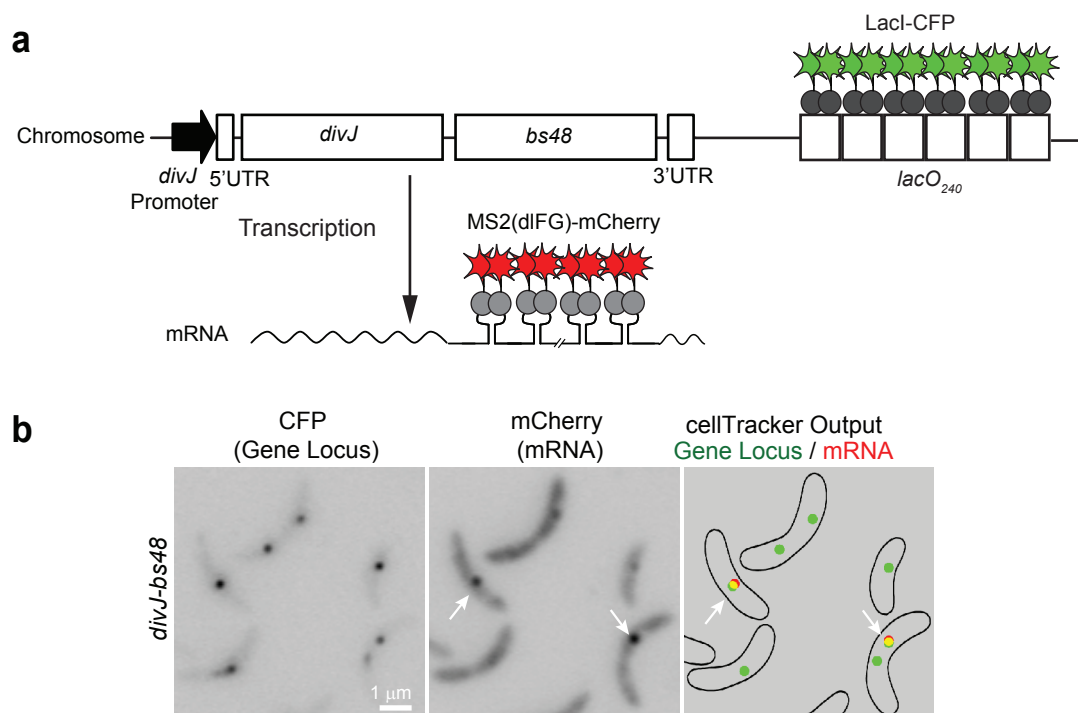 a
LacI-CFP
Chromosome
divJ
bs48
divJ
Promoter
5'UTR
3'UTR
lacO240
Transcription
MS2(dlFG)-mCherry
mRNA
b
CFP
(Gene Locus)
mCherry
(mRNA)
cellTracker Output
Gene Locus / mRNA
divJ-bs48
1 μm